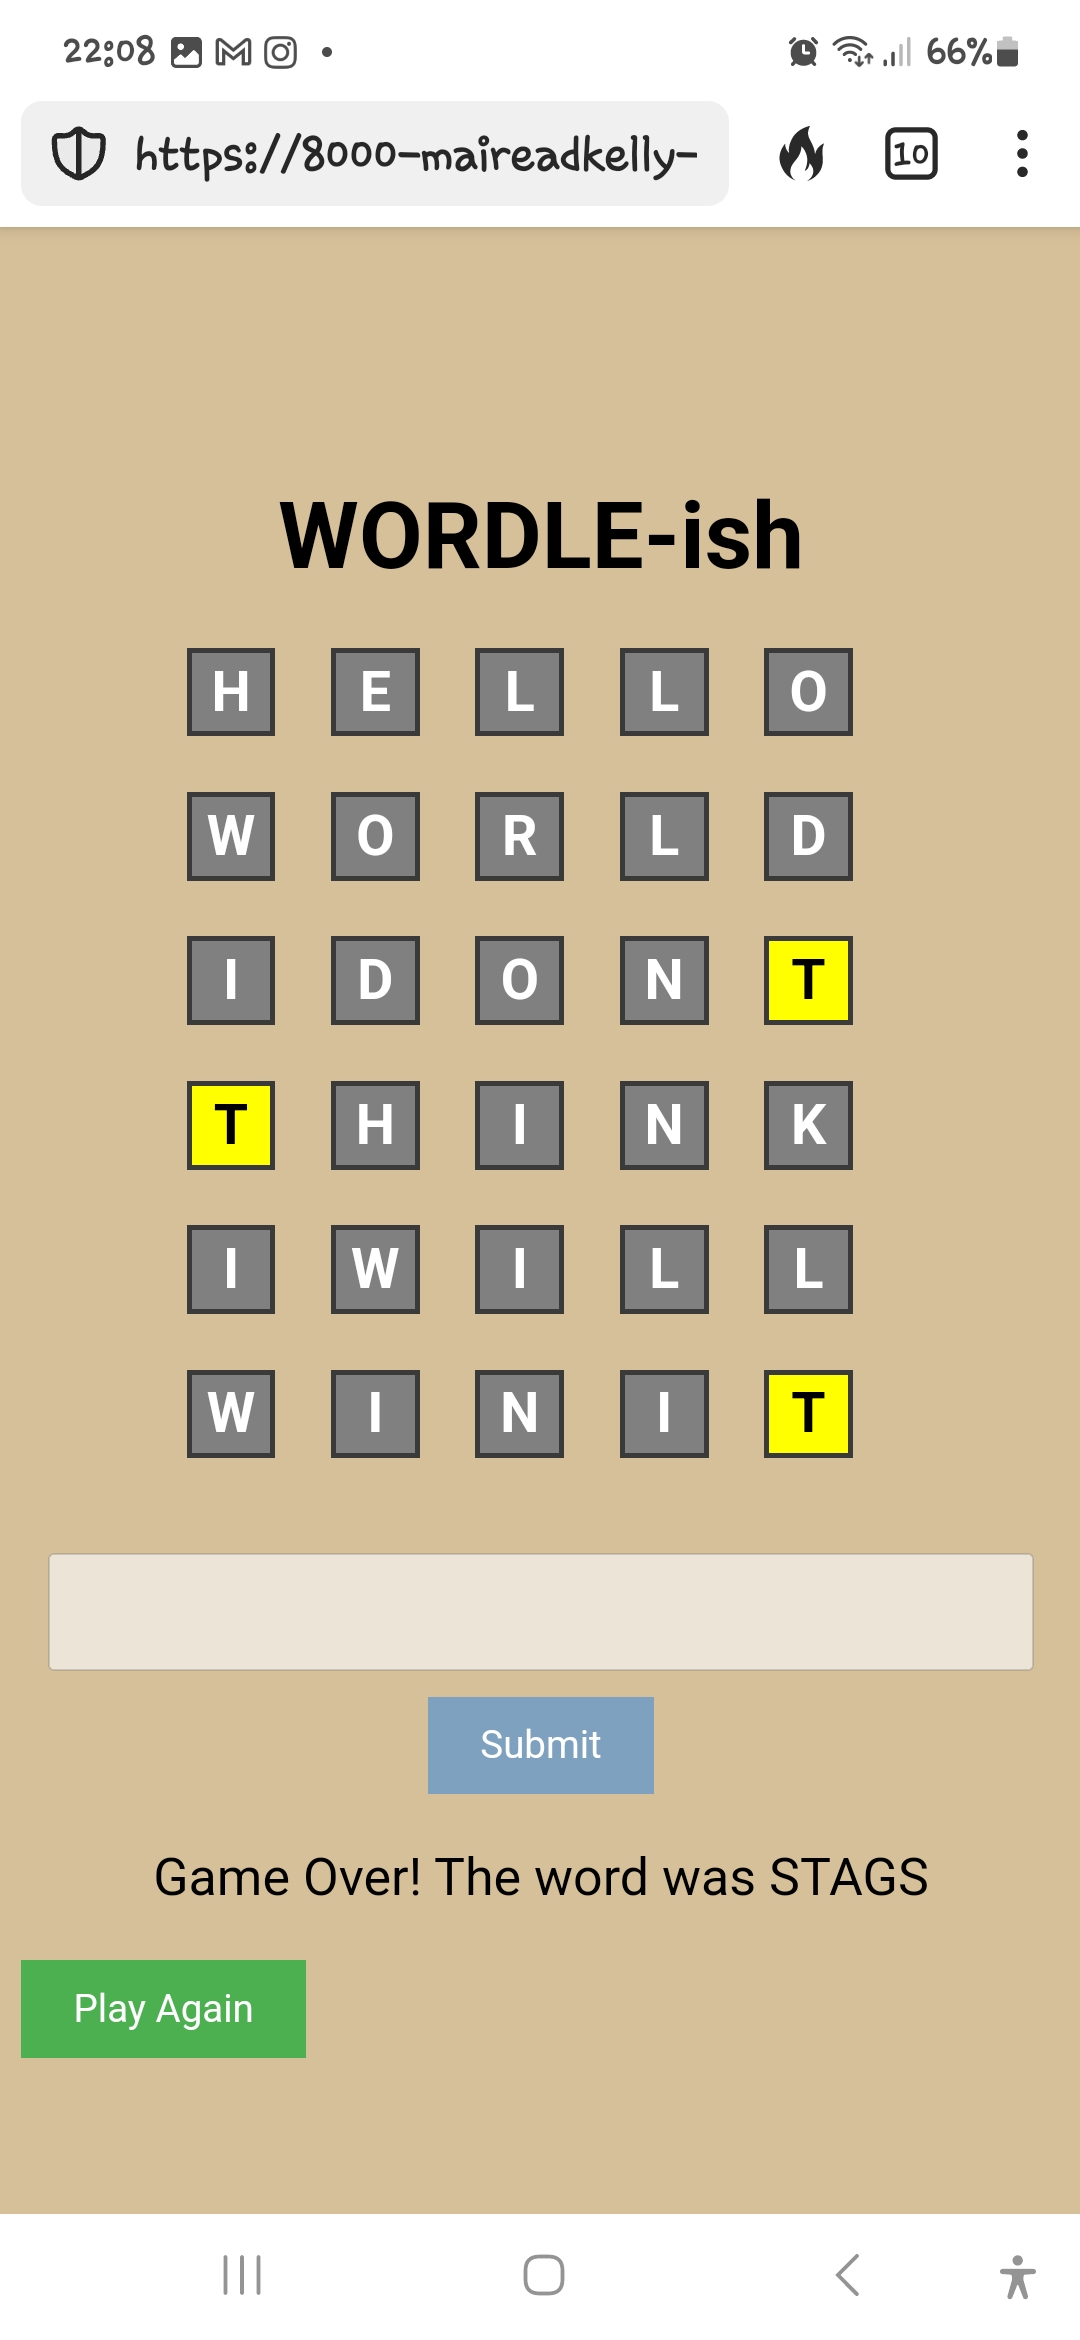 22:08 66%
https://8000-maireadkelly- 10
WORDLE-ish
H E L L O
W O R L D
I D O N T
T H I N K
I W I L L
W I N I T
Submit
Game Over! The word was STAGS
Play Again